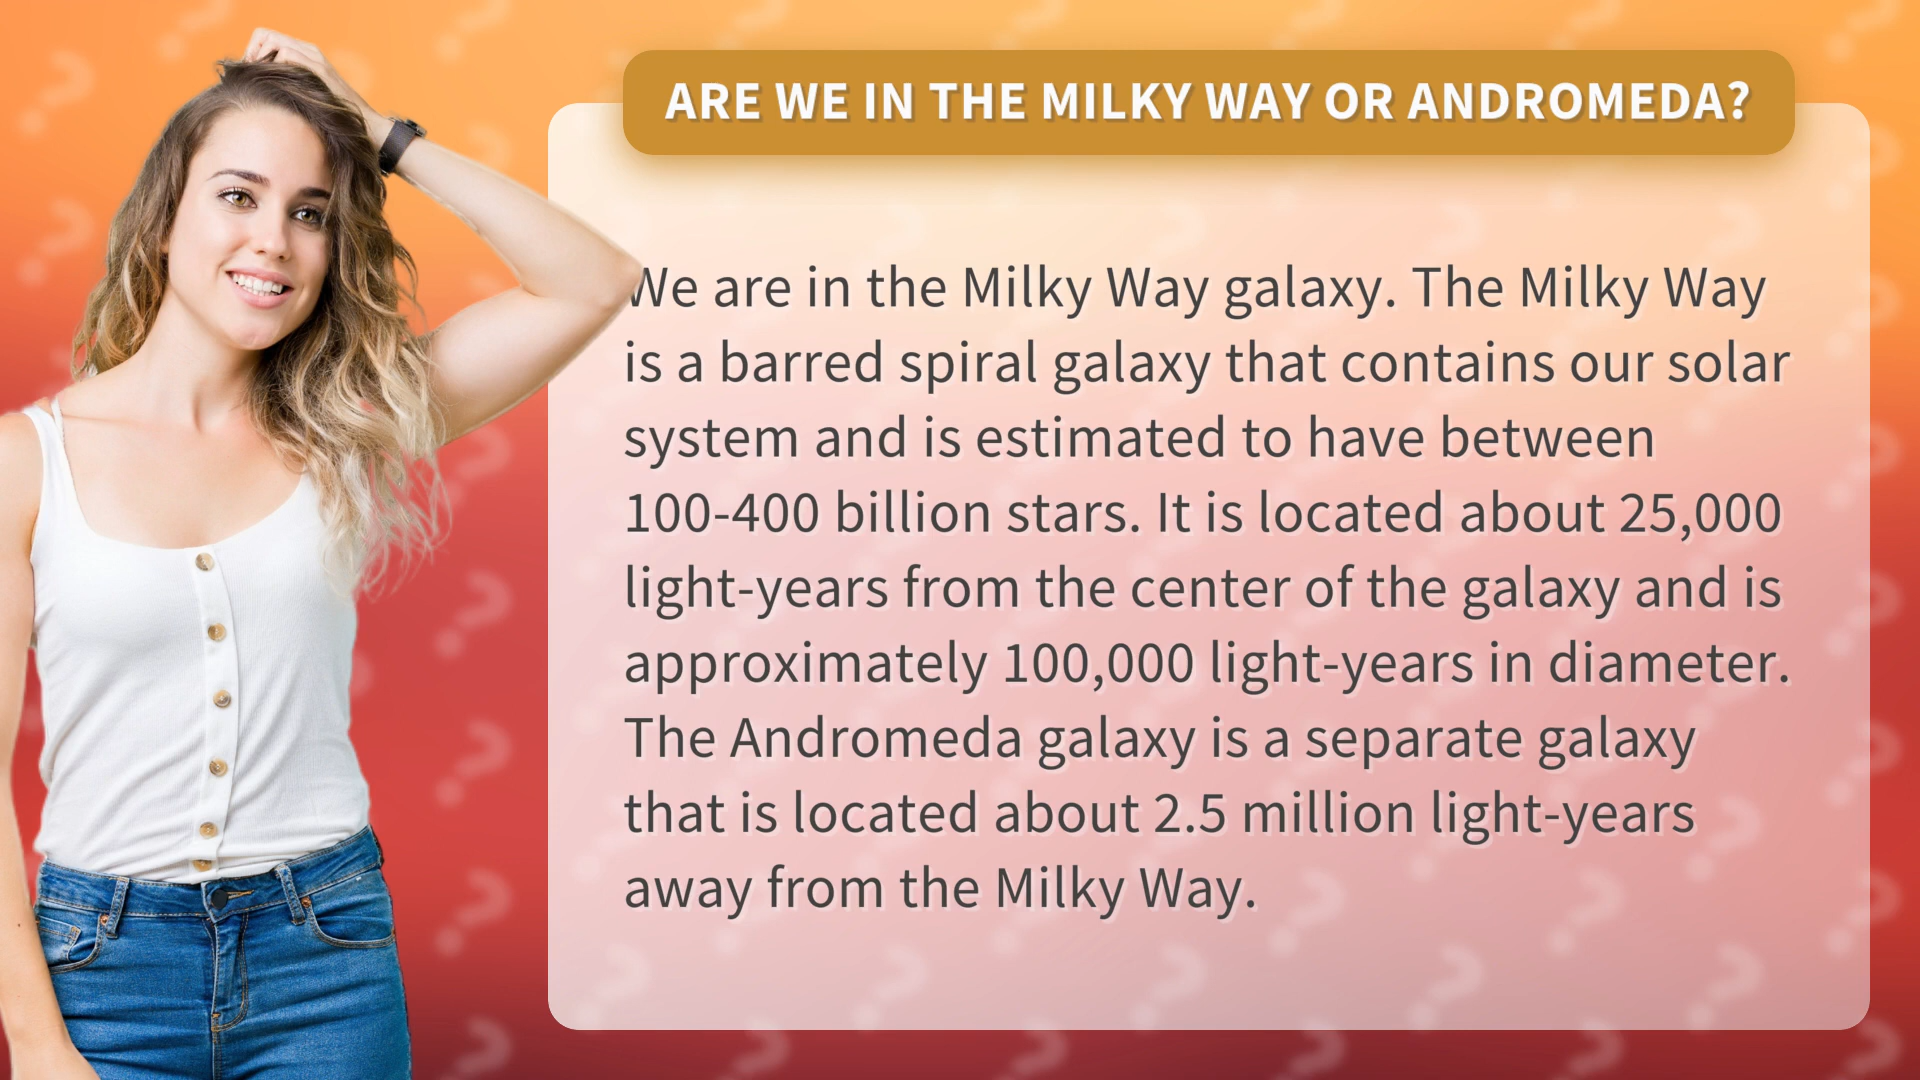 ARE WE IN THE MILKY WAY OR ANDROMEDA?
We are in the Milky Way galaxy. The Milky Way
is a barred spiral galaxy that contains our solar
system and is estimated to have between
100-400 billion stars. It is located about 25,000
light-years from the center of the galaxy and is
approximately 100,000 light-years in diameter.
The Andromeda galaxy is a separate galaxy
that is located about 2.5 million light-years
away from the Milky Way.